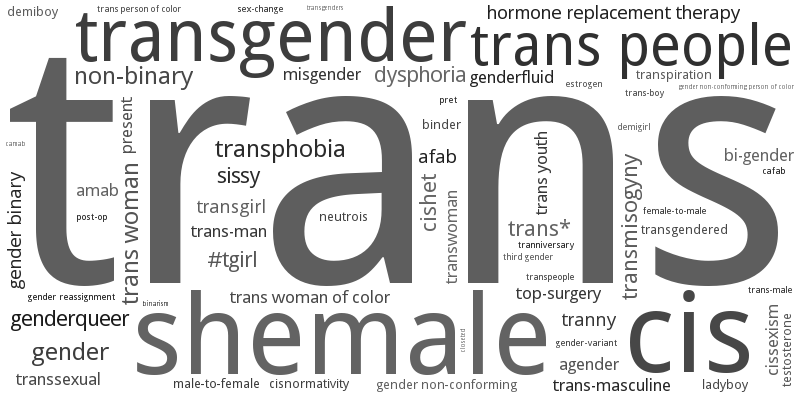 demiboy
trans person of color
sex-change
transgenders
hormone replacement therapy
transgender
trans people
non-binary
misgender
dysphoria
genderfluid
transpiration
estrogen
gender non-conforming person of color
trans-boy
trans
present
pret
binder
demigirl
camab
transphobia
afab
trans youth
bi-gender
cafab
sissy
amab
gender binary
trans woman
transgirl
cishet
transwoman
transmisogyny
female-to-male
post-op
neutrois
trans-man
trans*
transgendered
tranniversary
#tgirl
third gender
transpeople
trans-male
gender reassignment
binarism
trans woman of color
top-surgery
genderqueer
shemale
closeted
tranny
cis
cissexism
testosterone
gender
gender-variant
agender
transsexual
male-to-female
cisnormativity
gender non-conforming
trans-masculine
ladyboy